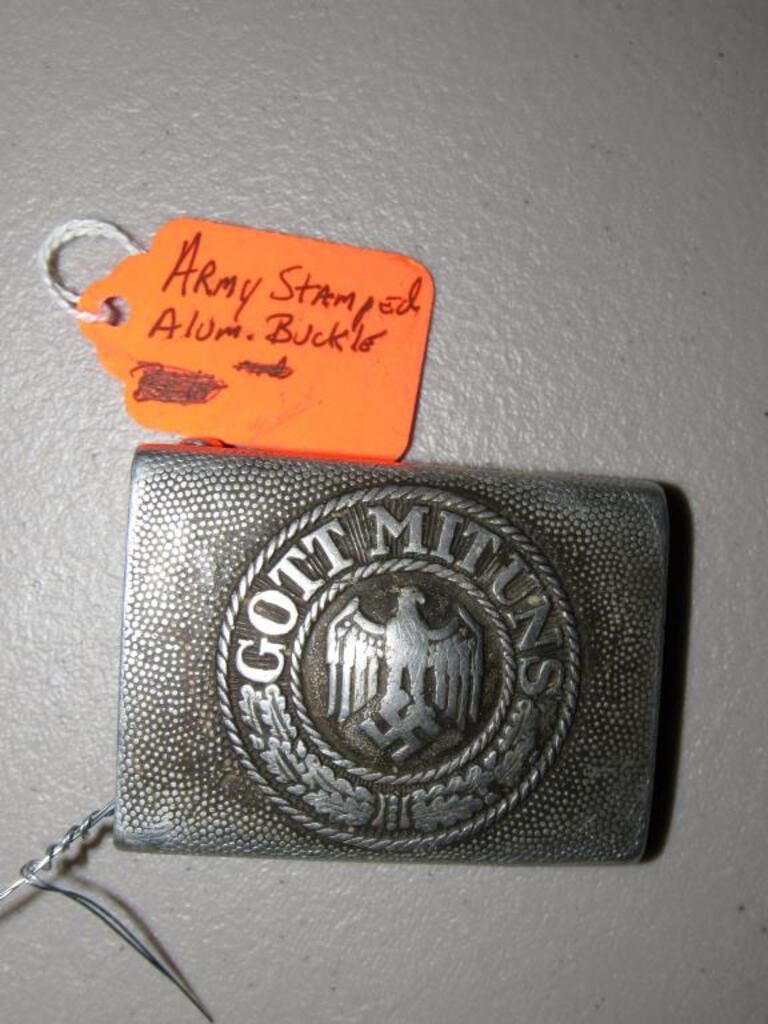 Army Stamped
Alum. Buckle
GOTT MIT UNS